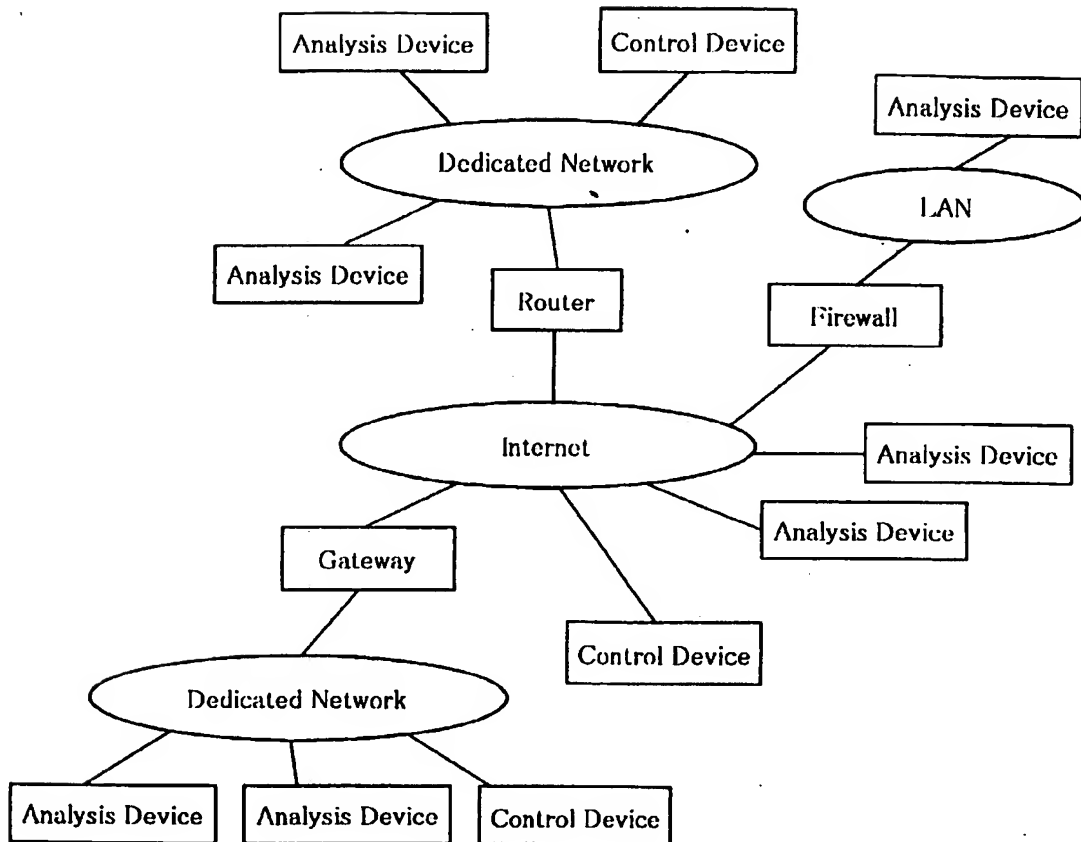 Analysis Device
Control Device
Analysis Device
Dedicated Network
LAN
Analysis Device
Router
Firewall
Internet
Analysis Device
Analysis Device
Gateway
Control Device
Dedicated Network
Analysis Device
Analysis Device
Control Device